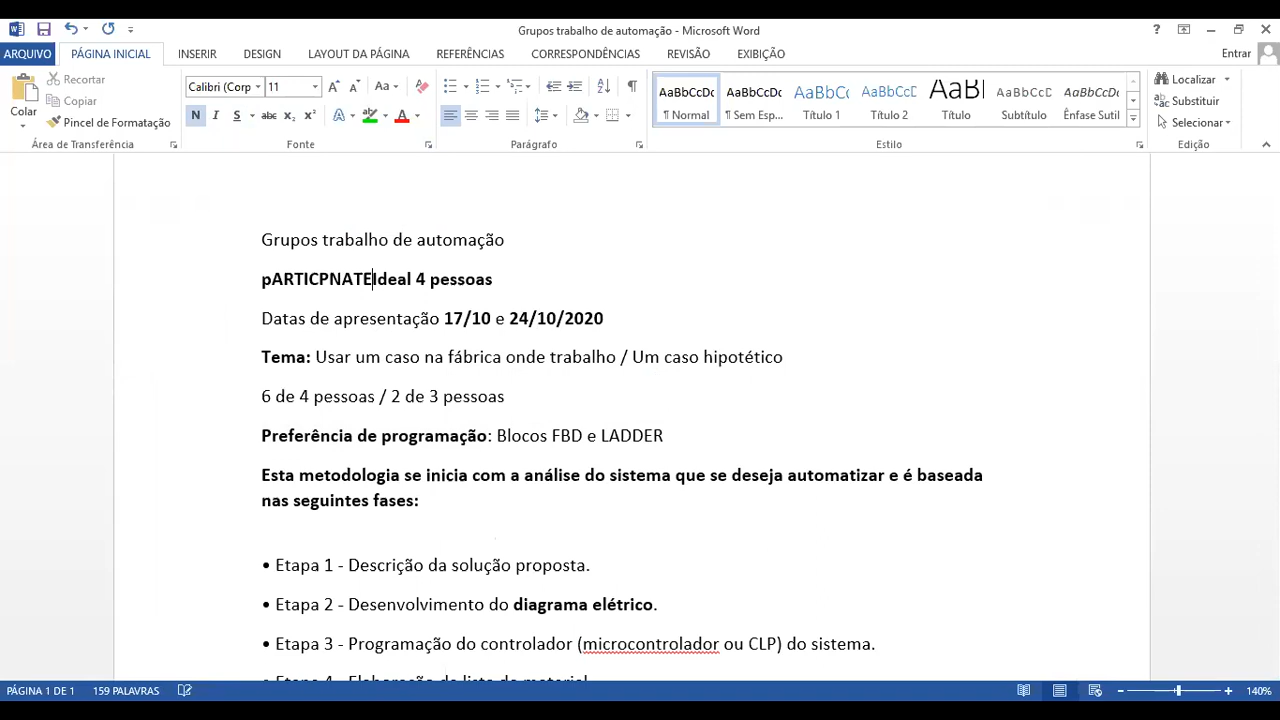 Grupos trabalho de automação - Microsoft Word
ARQUIVO PÁGINA INICIAL INSERIR DESIGN LAYOUT DA PÁGINA REFERÊNCIAS CORRESPONDÊNCIAS REVISÃO EXIBIÇÃO Entrar
Colar
Recortar
Copiar
Pincel de Formatação
Área de Transferência
Calibri (Corp 11
Aa
N I S abc x₂ x²
A A
Fonte
Parágrafo
AaBbCcDc AaBbCcDc AaBbCc AaBbCcD AaBl AaBbCcD AaBbCcDc
¶ Normal ¶ Sem Esp... Título 1 Título 2 Título Subtítulo Ênfase Sutil
Estilo
Localizar
Substituir
Selecionar
Edição
Grupos trabalho de automação
pARTICPNATEIdeal 4 pessoas
Datas de apresentação 17/10 e 24/10/2020
Tema: Usar um caso na fábrica onde trabalho / Um caso hipotético
6 de 4 pessoas / 2 de 3 pessoas
Preferência de programação: Blocos FBD e LADDER
Esta metodologia se inicia com a análise do sistema que se deseja automatizar e é baseada
nas seguintes fases:
• Etapa 1 - Descrição da solução proposta.
• Etapa 2 - Desenvolvimento do diagrama elétrico.
• Etapa 3 - Programação do controlador (microcontrolador ou CLP) do sistema.
• Etapa 4 - Elaboração da lista de material
PÁGINA 1 DE 1 159 PALAVRAS 140%